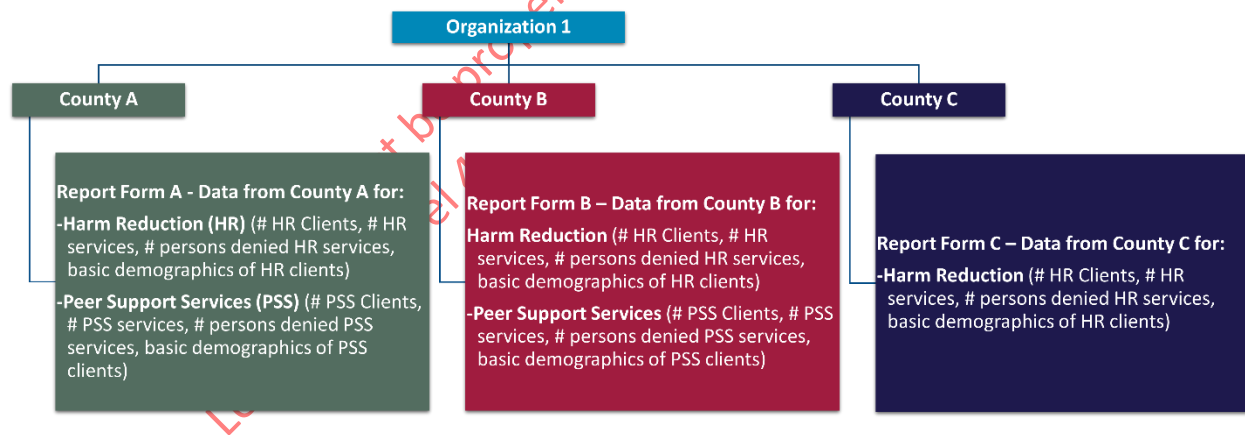 Organization 1
County A
County B
County C
Report Form A - Data from County A for:
-Harm Reduction (HR) (# HR Clients, # HR
services, # persons denied HR services,
basic demographics of HR clients)
-Peer Support Services (PSS) (# PSS Clients,
# PSS services, # persons denied PSS
services, basic demographics of PSS
clients)
Report Form B – Data from County B for:
Harm Reduction (# HR Clients, # HR
services, # persons denied HR services,
basic demographics of HR clients)
-Peer Support Services (# PSS Clients, # PSS
services, # persons denied PSS services,
basic demographics of PSS clients)
Report Form C – Data from County C for:
-Harm Reduction (# HR Clients, # HR
services, # persons denied HR services,
basic demographics of HR clients)